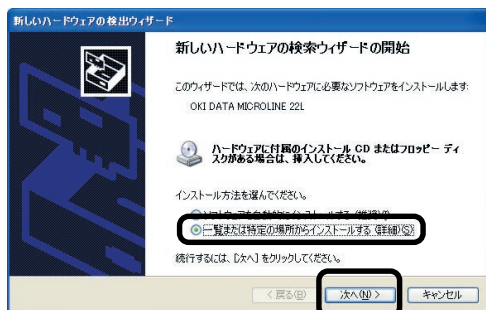 新しいハードウェアの検出ウィザード
新しいハードウェアの検索ウィザードの開始
このウィザードでは、次のハードウェアに必要なソフトウェアをインストールします:
OKI DATA MICROLINE 22L
ハードウェアに付属のインストール CD またはフロッピー ディ
スクがある場合は、挿入してください。
インストール方法を選んでください。
一覧または特定の場所からインストールする (詳細)(S)
続行するには、[次へ] をクリックしてください。
< 戻る(B)
次へ(N) >
キャンセル